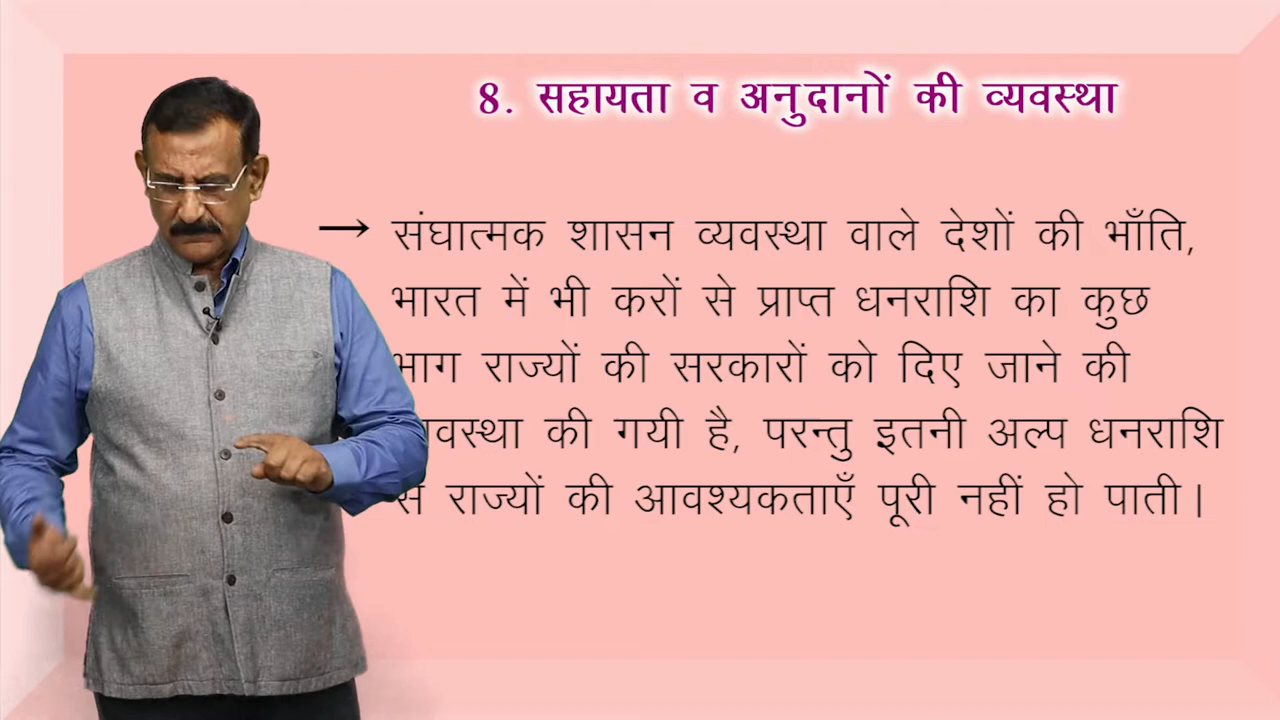 8. सहायता व अनुदानों की व्यवस्था
→ संघात्मक शासन व्यवस्था वाले देशों की भाँति,
भारत में भी करों से प्राप्त धनराशि का कुछ
भाग राज्यों की सरकारों को दिए जाने की
की गयी है, परन्तु इतनी अल्प धनराशि
से राज्यों की आवश्यकताएँ पूरी नहीं हो पाती।